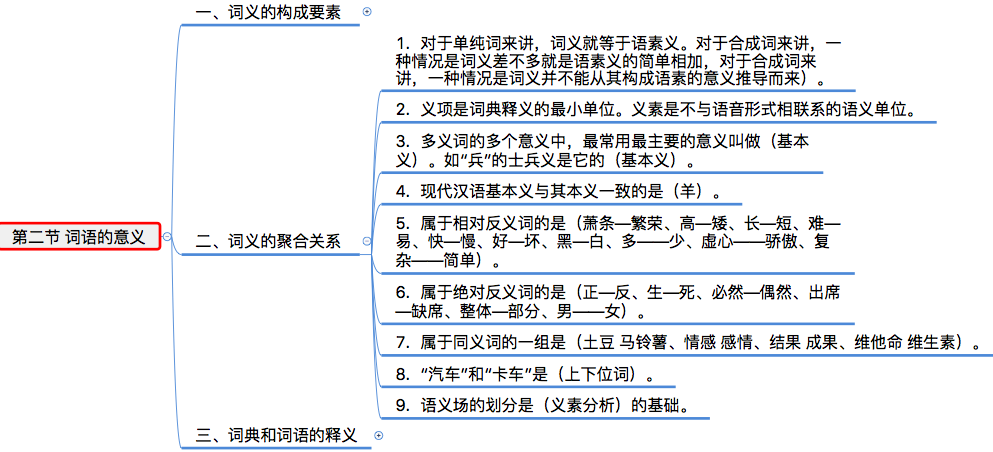 一、词义的构成要素
1．对于单纯词来讲，词义就等于语素义。对于合成词来讲，一
种情况是词义差不多就是语素义的简单相加，对于合成词来
讲，一种情况是词义并不能从其构成语素的意义推导而来）。
2．义项是词典释义的最小单位。义素是不与语音形式相联系的语义单位。
3．多义词的多个意义中，最常用最主要的意义叫做（基本
义）。如“兵”的士兵义是它的（基本义）。
4．现代汉语基本义与其本义一致的是（羊）。
第二节 词语的意义
二、词义的聚合关系
5．属于相对反义词的是（萧条—繁荣、高—矮、长—短、难—
易、快—慢、好—坏、黑—白、多——少、虚心——骄傲、复
杂——简单）。
6．属于绝对反义词的是（正—反、生—死、必然—偶然、出席
—缺席、整体—部分、男——女）。
7．属于同义词的一组是（土豆 马铃薯、情感 感情、结果 成果、维他命 维生素）。
8．“汽车”和“卡车”是（上下位词）。
9．语义场的划分是（义素分析）的基础。
三、词典和词语的释义